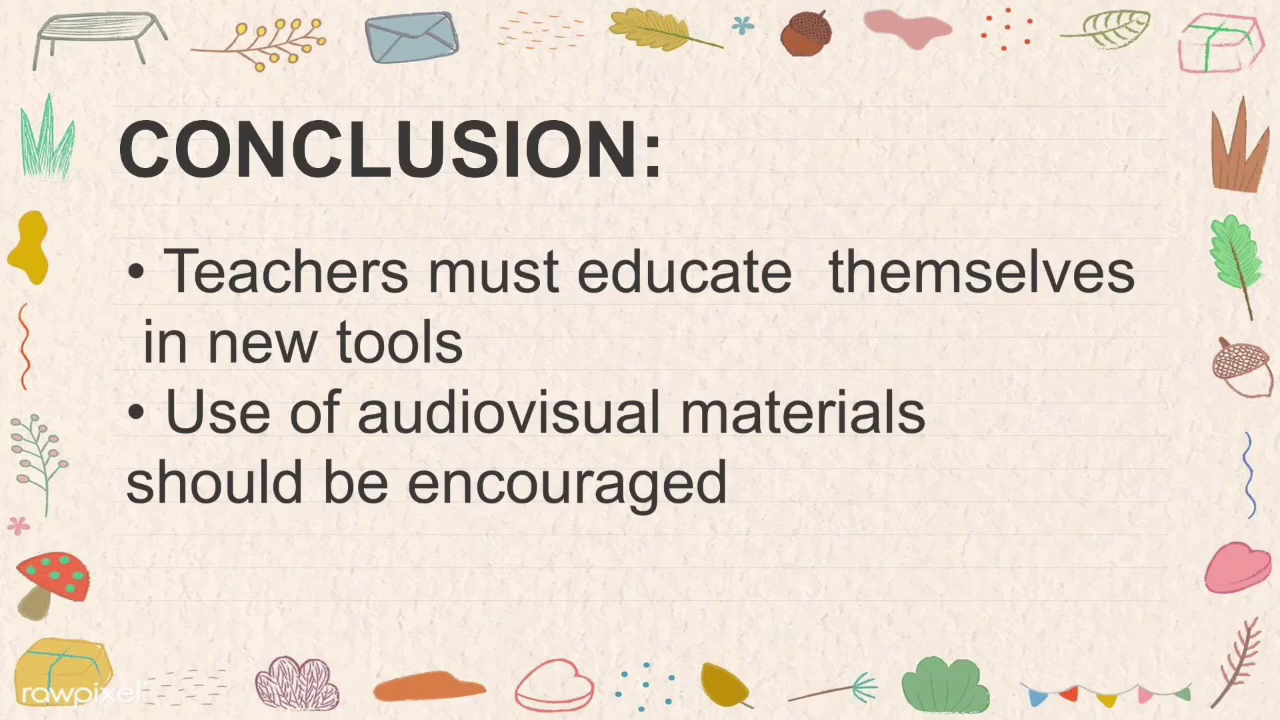 CONCLUSION:
• Teachers must educate  themselves
in new tools
• Use of audiovisual materials
should be encouraged
rawpixel